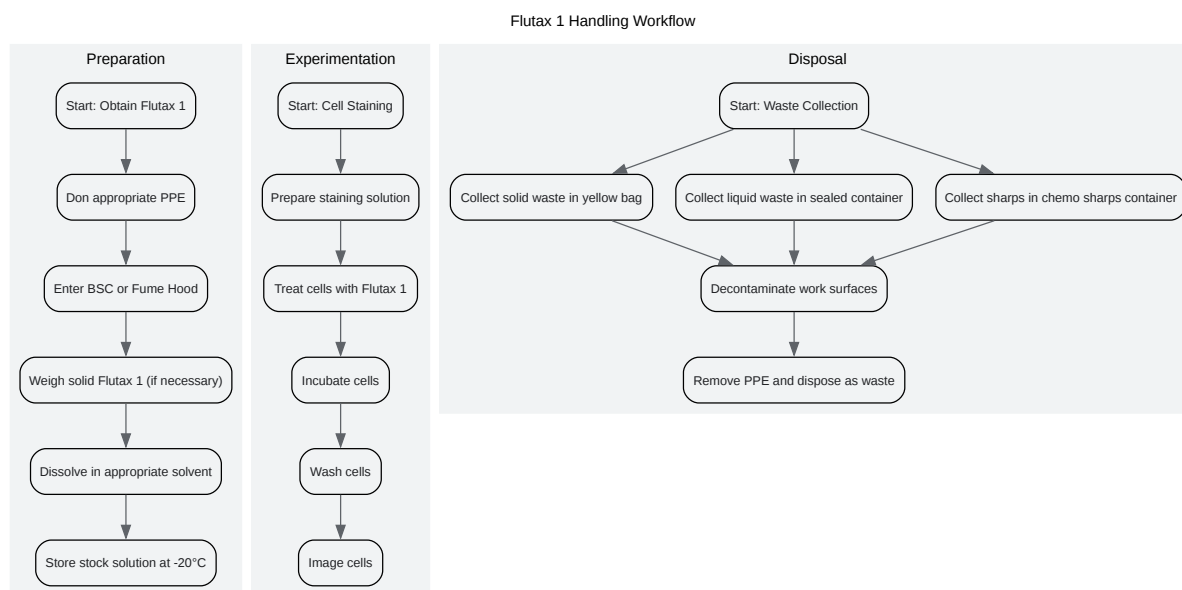 Flutax 1 Handling Workflow
Preparation
Start: Obtain Flutax 1
Don appropriate PPE
Enter BSC or Fume Hood
Weigh solid Flutax 1 (if necessary)
Dissolve in appropriate solvent
Store stock solution at -20°C
Experimentation
Start: Cell Staining
Prepare staining solution
Treat cells with Flutax 1
Incubate cells
Wash cells
Image cells
Disposal
Start: Waste Collection
Collect solid waste in yellow bag
Collect liquid waste in sealed container
Collect sharps in chemo sharps container
Decontaminate work surfaces
Remove PPE and dispose as waste